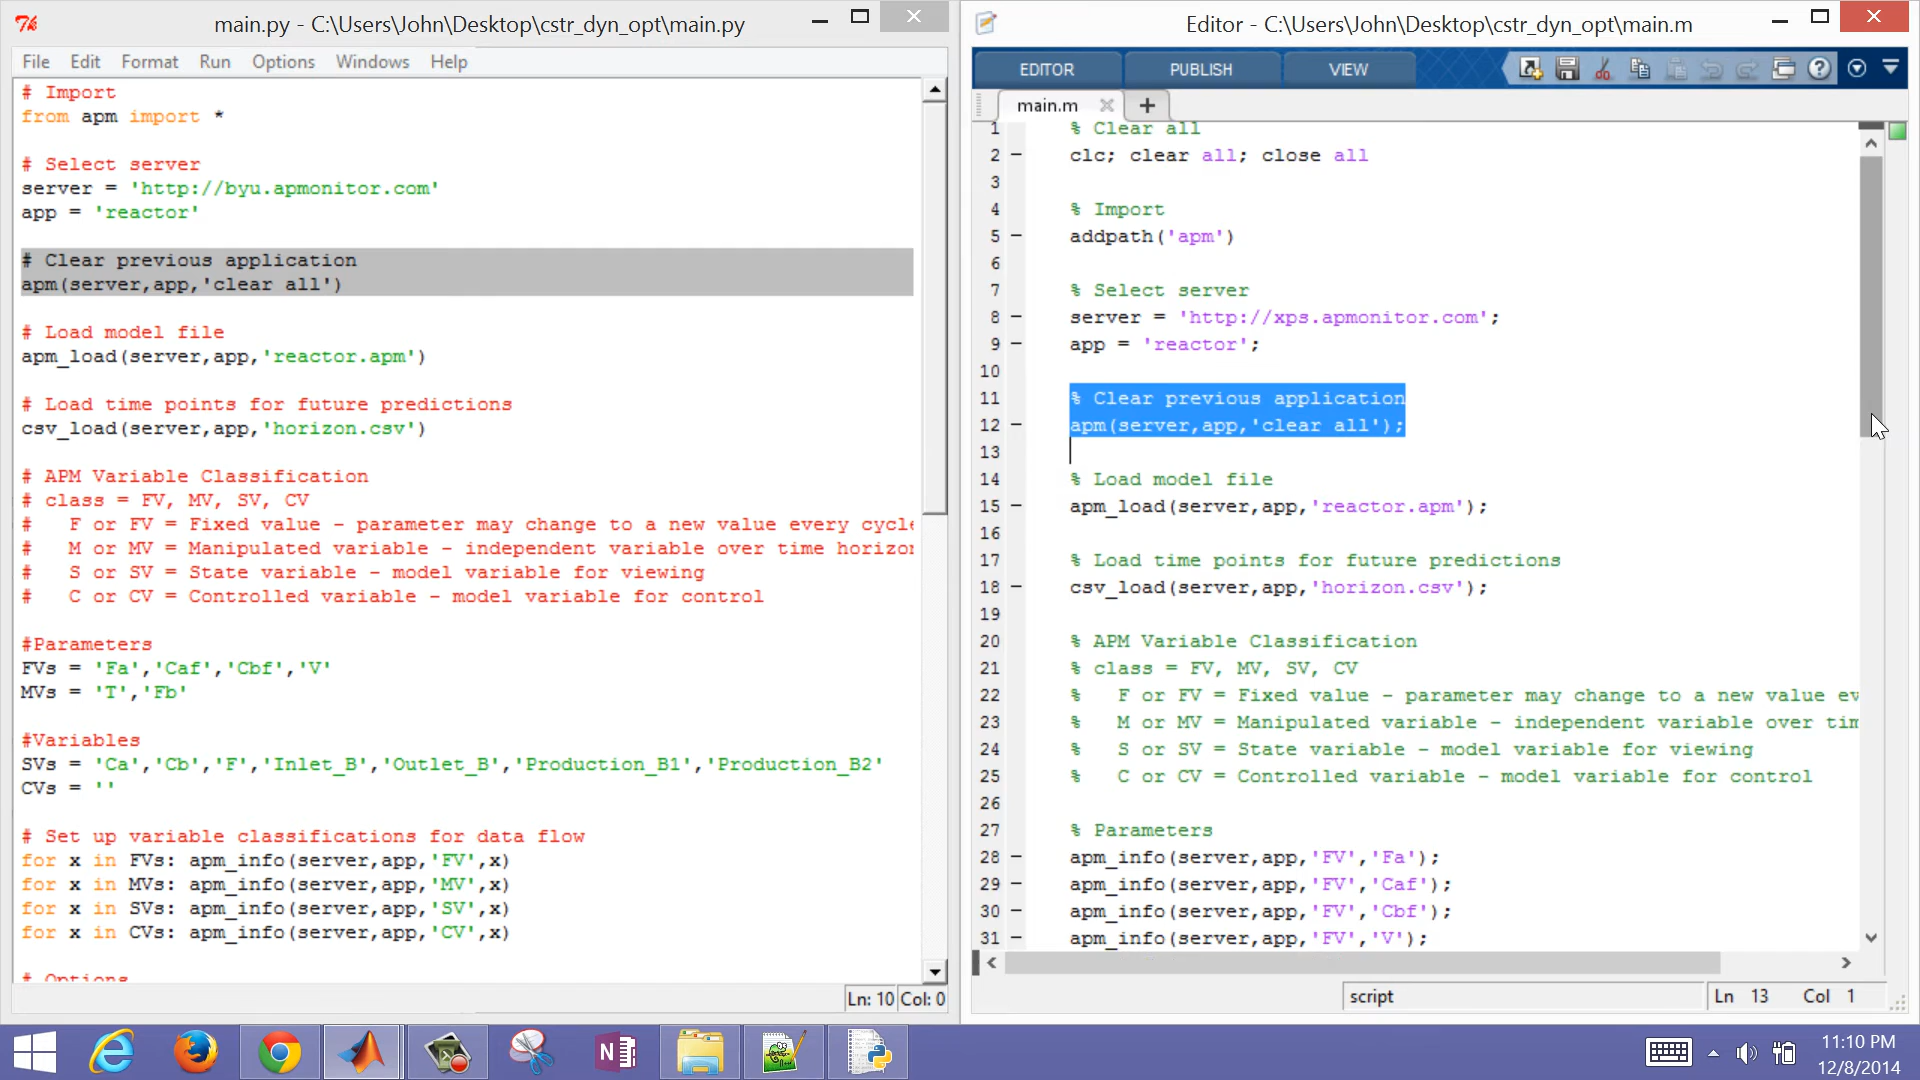 main.py - C:\Users\John\Desktop\cstr_dyn_opt\main.py
File Edit Format Run Options Windows Help
# Import
from apm import *
# Select server
server = 'http://byu.apmonitor.com'
app = 'reactor'
# Clear previous application
apm(server,app,'clear all')
# Load model file
apm_load(server,app,'reactor.apm')
# Load time points for future predictions
csv_load(server,app,'horizon.csv')
# APM Variable Classification
# class = FV, MV, SV, CV
#   F or FV = Fixed value - parameter may change to a new value every cycle
#   M or MV = Manipulated variable - independent variable over time horizon
#   S or SV = State variable - model variable for viewing
#   C or CV = Controlled variable - model variable for control
#Parameters
FVs = 'Fa','Caf','Cbf','V'
MVs = 'T','Fb'
#Variables
SVs = 'Ca','Cb','F','Inlet_B','Outlet_B','Production_B1','Production_B2'
CVs = ''
# Set up variable classifications for data flow
for x in FVs: apm_info(server,app,'FV',x)
for x in MVs: apm_info(server,app,'MV',x)
for x in SVs: apm_info(server,app,'SV',x)
for x in CVs: apm_info(server,app,'CV',x)
# Options
Ln: 10 Col: 0
Editor - C:\Users\John\Desktop\cstr_dyn_opt\main.m
EDITOR PUBLISH VIEW
main.m
1 % Clear all
2 - clc; clear all; close all
3
4 % Import
5 - addpath('apm')
6
7 % Select server
8 - server = 'http://xps.apmonitor.com';
9 - app = 'reactor';
10
11 % Clear previous application
12 - apm(server,app,'clear all');
13
14 % Load model file
15 - apm_load(server,app,'reactor.apm');
16
17 % Load time points for future predictions
18 - csv_load(server,app,'horizon.csv');
19
20 % APM Variable Classification
21 % class = FV, MV, SV, CV
22 %   F or FV = Fixed value - parameter may change to a new value ev
23 %   M or MV = Manipulated variable - independent variable over tim
24 %   S or SV = State variable - model variable for viewing
25 %   C or CV = Controlled variable - model variable for control
26
27 % Parameters
28 - apm_info(server,app,'FV','Fa');
29 - apm_info(server,app,'FV','Caf');
30 - apm_info(server,app,'FV','Cbf');
31 - apm_info(server,app,'FV','V');
script Ln 13 Col 1
11:10 PM
12/8/2014